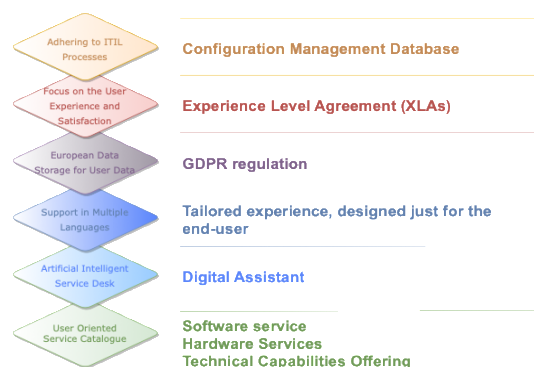 Adhering to ITIL
Processes
Configuration Management Database
Focus on the User
Experience and
Satisfaction
Experience Level Agreement (XLAs)
European Data
Storage for User Data
GDPR regulation
Support in Multiple
Languages
Tailored experience, designed just for the
end-user
Artificial Intelligent
Service Desk
Digital Assistant
User Oriented
Service Catalogue
Software service
Hardware Services
Technical Capabilities Offering